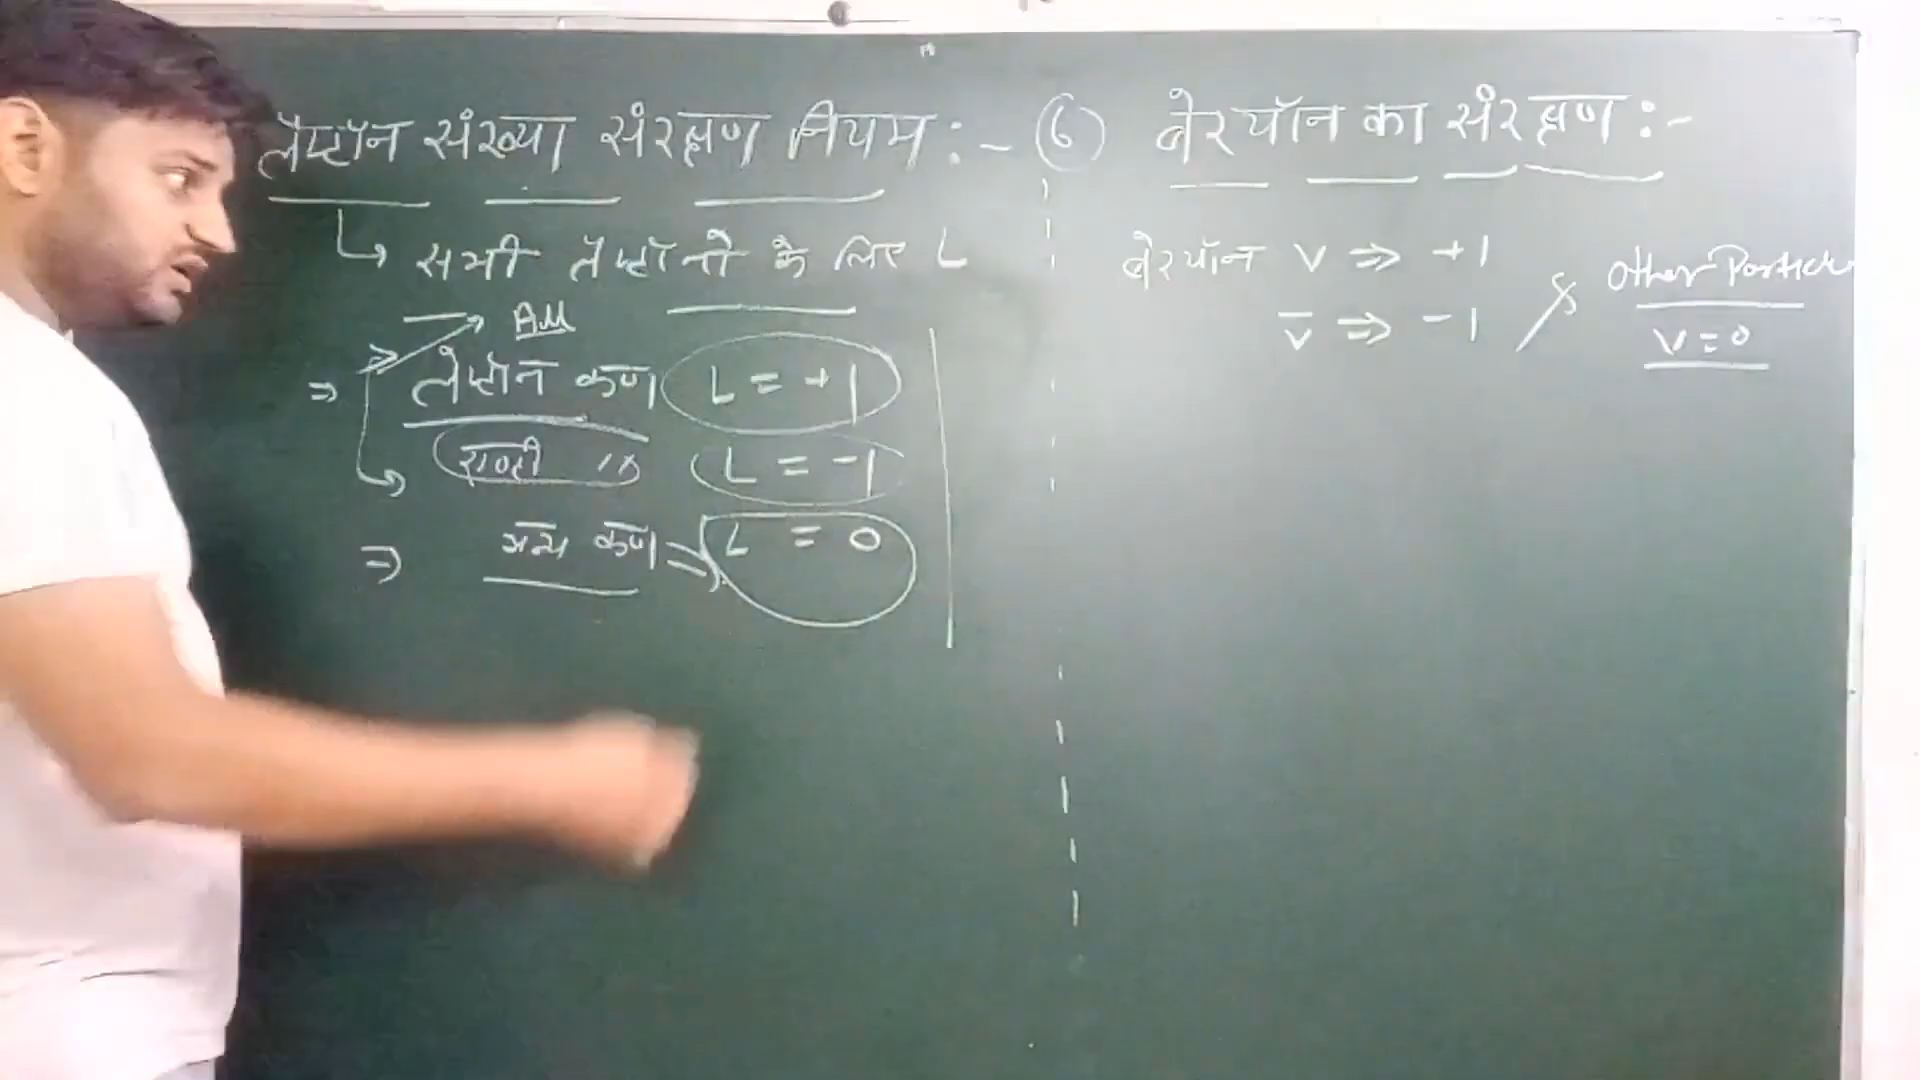 लैप्टॉन संख्या संरक्षण नियम :-
↳ सभी लैप्टॉनो के लिए L
→ All
⇒ लेप्टॉन कण L = +1
L = -1
⇒ अन्य कण ⇒ L = 0
⑥ बेरयॉन का संरक्षण :-
बेरयॉन V ⇒ +1
V̅ ⇒ -1
Other Particle
V = 0